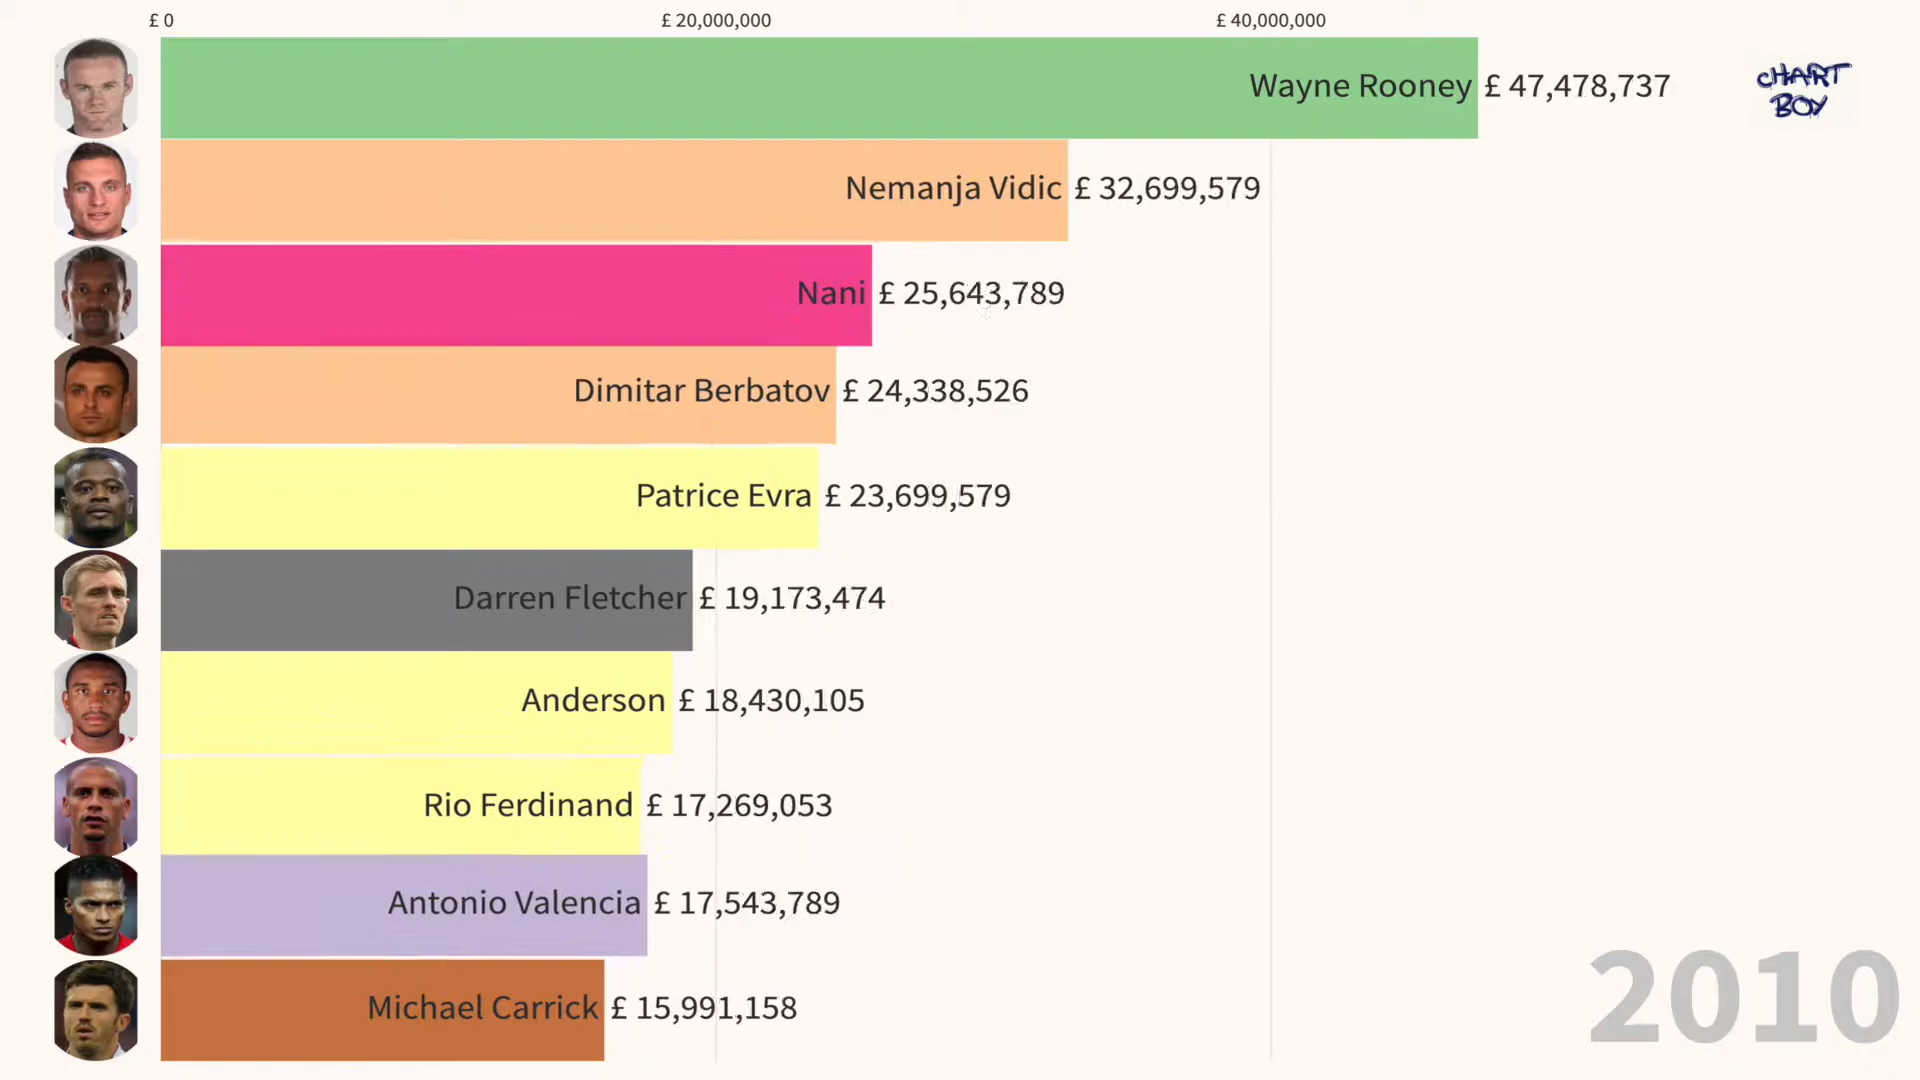 £ 0 £ 20,000,000 £ 40,000,000
Wayne Rooney £ 47,478,737
CHART
BOY
Nemanja Vidic £ 32,699,579
Nani £ 25,643,789
Dimitar Berbatov £ 24,338,526
Patrice Evra £ 23,699,579
Darren Fletcher £ 19,173,474
Anderson £ 18,430,105
Rio Ferdinand £ 17,269,053
Antonio Valencia £ 17,543,789
Michael Carrick £ 15,991,158
2010